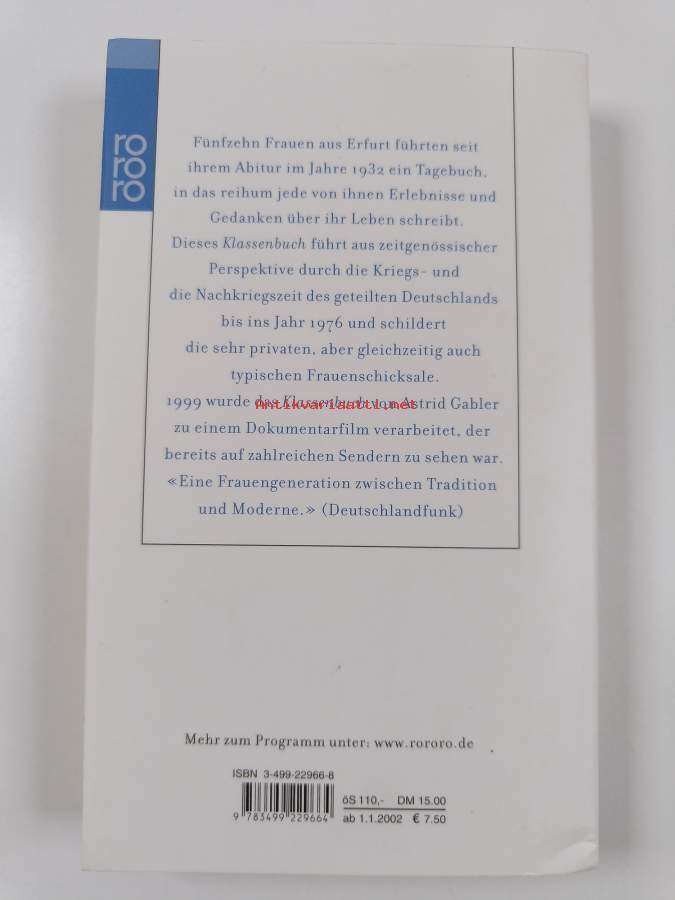 ro
ro
ro
Fünfzehn Frauen aus Erfurt führten seit
ihrem Abitur im Jahre 1932 ein Tagebuch,
in das reihum jede von ihnen Erlebnisse und
Gedanken über ihr Leben schreibt.
Dieses Klassenbuch führt aus zeitgenössischer
Perspektive durch die Kriegs- und
die Nachkriegszeit des geteilten Deutschlands
bis ins Jahr 1976 und schildert
die sehr privaten, aber gleichzeitig auch
typischen Frauenschicksale.
1999 wurde das Klassenbuch von Astrid Gabler
Antikvariaatti.net
zu einem Dokumentarfilm verarbeitet, der
bereits auf zahlreichen Sendern zu sehen war.
«Eine Frauengeneration zwischen Tradition
und Moderne.» (Deutschlandfunk)
Mehr zum Programm unter: www.rororo.de
ISBN 3-499-22966-8
öS 110,- DM 15.00
9 783499 229664 ab 1.1.2002 € 7.50